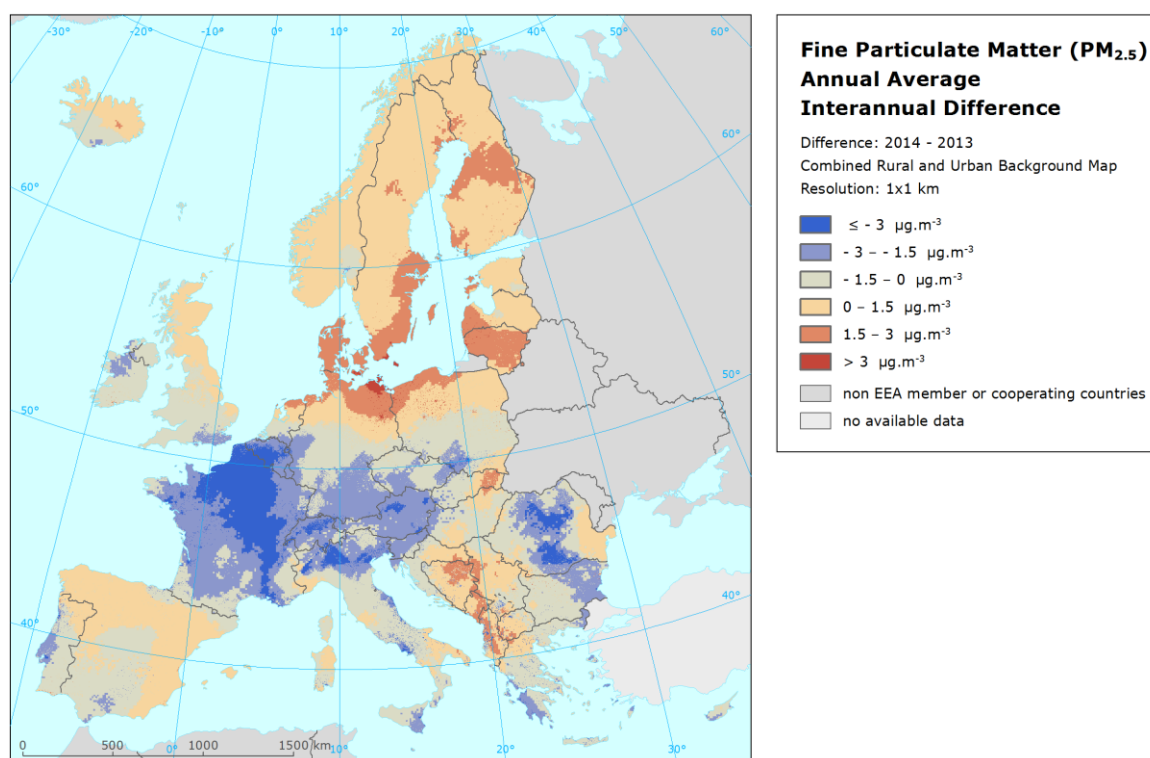 -30° -20° -10° 0° 10° 20° 30° 40° 50° 60°
60°
60°
50°
50°
40°
40°
0 500 1000 1500 km
0° 10° 20° 30°
Fine Particulate Matter (PM2.5)
Annual Average
Interannual Difference
Difference: 2014 - 2013
Combined Rural and Urban Background Map
Resolution: 1x1 km
≤ - 3 µg.m-3
- 3 – - 1.5 µg.m-3
- 1.5 – 0 µg.m-3
0 – 1.5 µg.m-3
1.5 – 3 µg.m-3
> 3 µg.m-3
non EEA member or cooperating countries
no available data